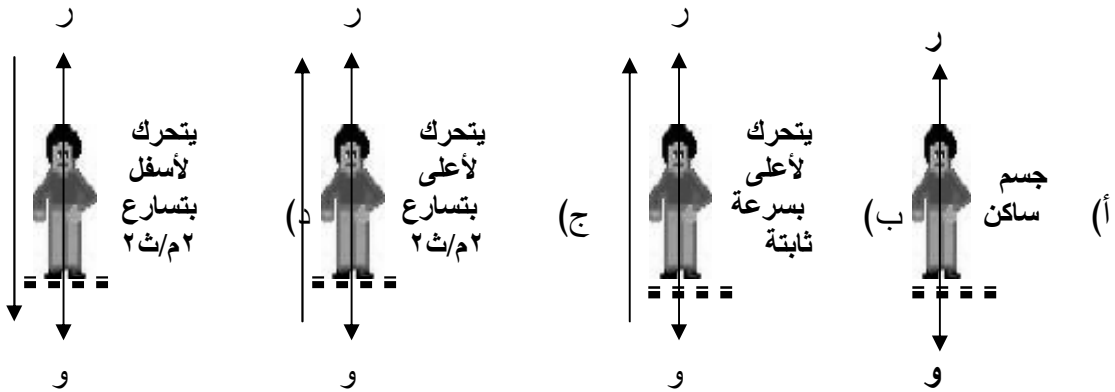 ر
أ)
جسم
ساكن
و
ر
ب)
يتحرك
لأعلى
بسرعة
ثابتة
و
ر
ج)
يتحرك
لأعلى
بتسارع
٢م/ث٢
و
ر
د)
يتحرك
لأسفل
بتسارع
٢م/ث٢
و